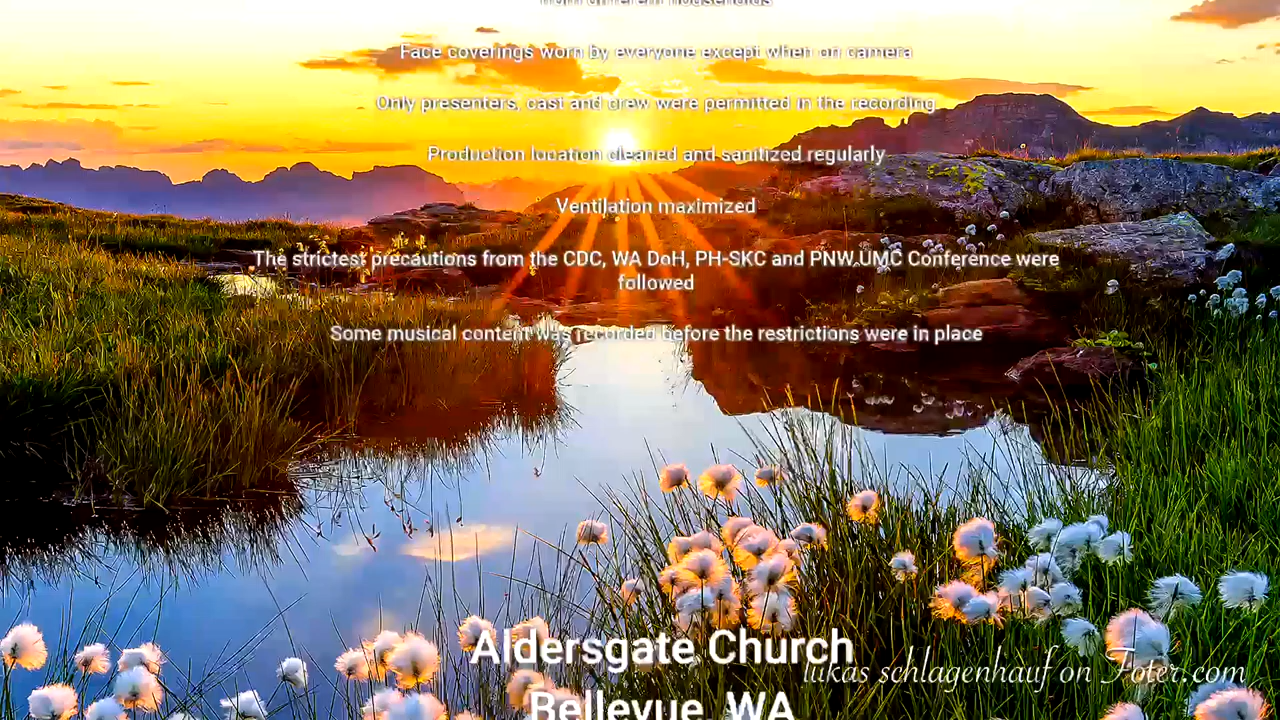 from different households
Face coverings worn by everyone except when on camera
Only presenters, cast and crew were permitted in the recording
Production location cleaned and sanitized regularly
Ventilation maximized
The strictest precautions from the CDC, WA DoH, PH-SKC and PNW UMC Conference were
followed
Some musical content was recorded before the restrictions were in place
Aldersgate Church
lukas schlagenhauf on Foter.com
Bellevue, WA